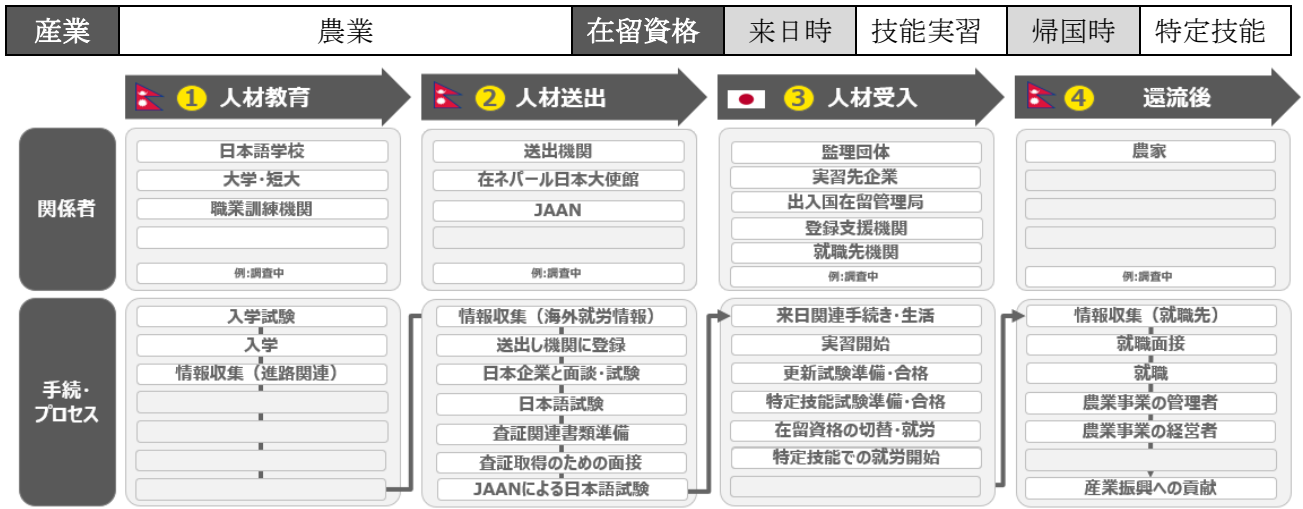 産業 農業 在留資格 来日時 技能実習 帰国時 特定技能
① 人材教育 ② 人材送出 ③ 人材受入 ④ 還流後
関係者
日本語学校
大学・短大
職業訓練機関
例:調査中
送出機関
在ネパール日本大使館
JAAN
例:調査中
監理団体
実習先企業
出入国在留管理局
登録支援機関
就職先機関
例:調査中
農家
例:調査中
手続・
プロセス
入学試験
入学
情報収集（進路関連）
情報収集（海外就労情報）
送出し機関に登録
日本企業と面談・試験
日本語試験
査証関連書類準備
査証取得のための面接
JAANによる日本語試験
来日関連手続き・生活
実習開始
更新試験準備・合格
特定技能試験準備・合格
在留資格の切替・就労
特定技能での就労開始
情報収集（就職先）
就職面接
就職
農業事業の管理者
農業事業の経営者
産業振興への貢献